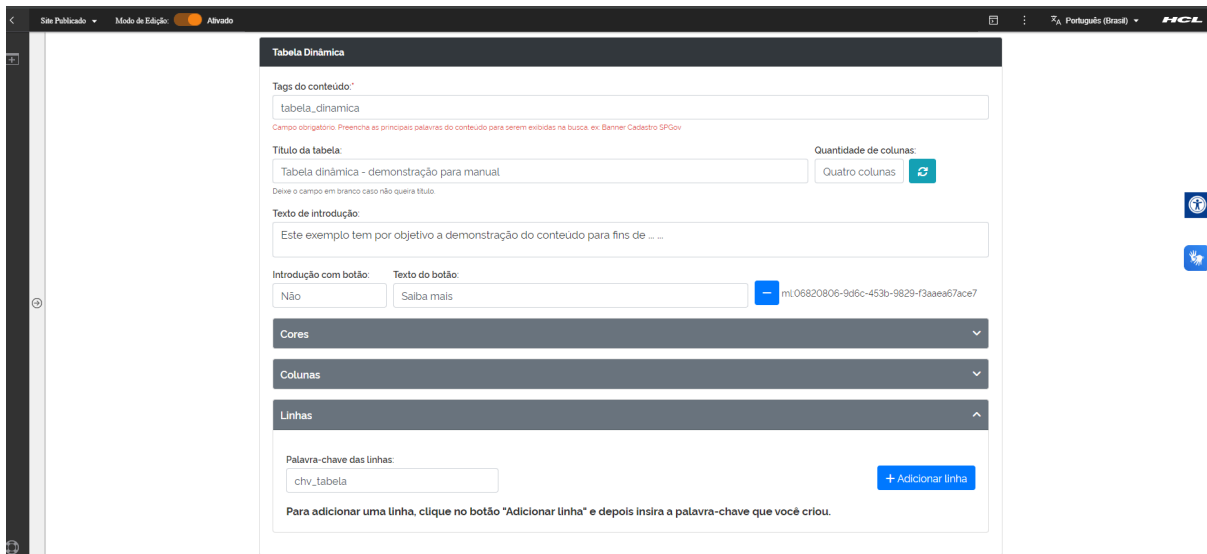 Site Publicado
Modo de Edição: Ativado
Português (Brasil)
HCL
Tabela Dinâmica
Tags do conteúdo:*
tabela_dinamica
Campo obrigatório. Preencha as principais palavras do conteúdo para serem exibidas na busca. ex: Banner Cadastro SPGov
Título da tabela:
Quantidade de colunas:
Tabela dinâmica - demonstração para manual
Quatro colunas
Deixe o campo em branco caso não queira título.
Texto de introdução:
Este exemplo tem por objetivo a demonstração do conteúdo para fins de ... ...
Introdução com botão:
Texto do botão:
Não
Saiba mais
ml:06820806-9d6c-453b-9829-f3aaea67ace7
Cores
Colunas
Linhas
Palavra-chave das linhas:
chv_tabela
+ Adicionar linha
Para adicionar uma linha, clique no botão "Adicionar linha" e depois insira a palavra-chave que você criou.